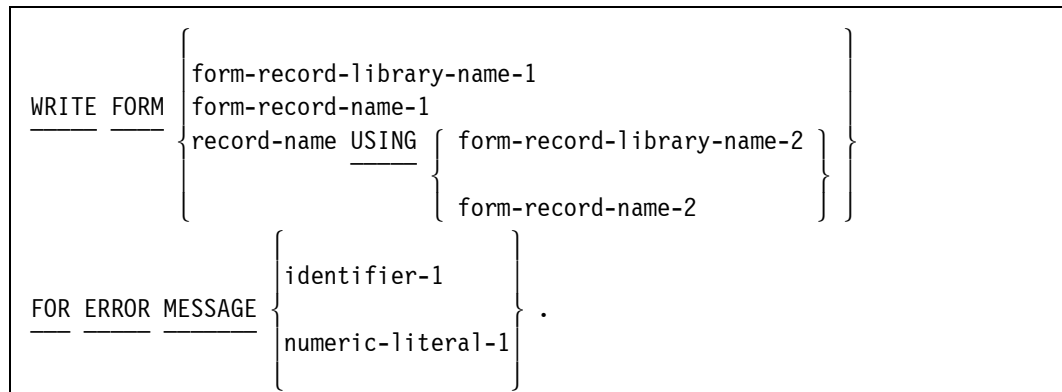 form-record-library-name-1
WRITE FORM form-record-name-1
record-name USING form-record-library-name-2
form-record-name-2
identifier-1
FOR ERROR MESSAGE .
numeric-literal-1